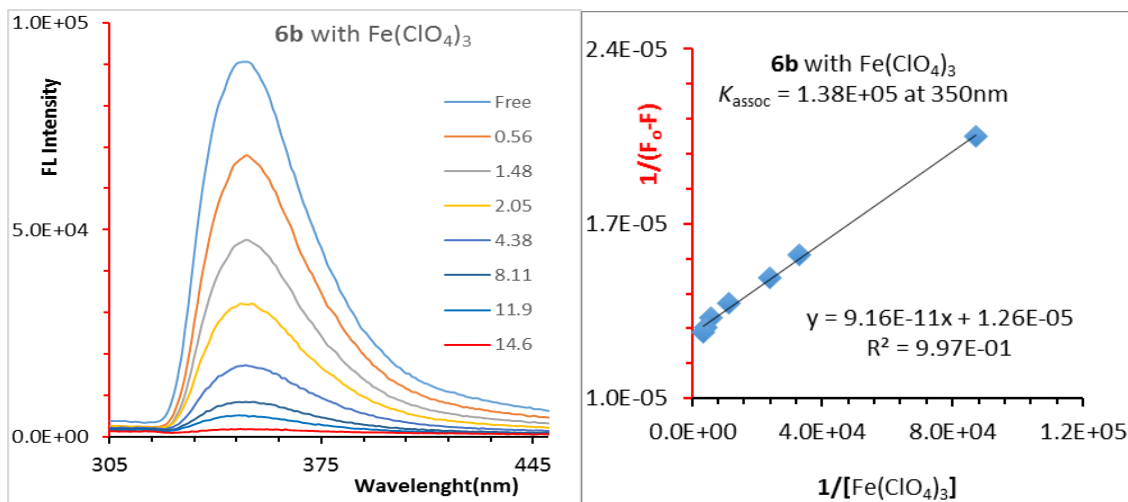 1.0E+05
5.0E+04
0.0E+00
FL Intensity
6b with Fe(ClO₄)₃
Free
0.56
1.48
2.05
4.38
8.11
11.9
14.6
305
375
445
Wavelenght(nm)
2.4E-05
1.7E-05
1.0E-05
1/(Fₒ-F)
6b with Fe(ClO₄)₃
Kassoc = 1.38E+05 at 350nm
y = 9.16E-11x + 1.26E-05
R² = 9.97E-01
0.0E+00
4.0E+04
8.0E+04
1.2E+05
1/[Fe(ClO₄)₃]